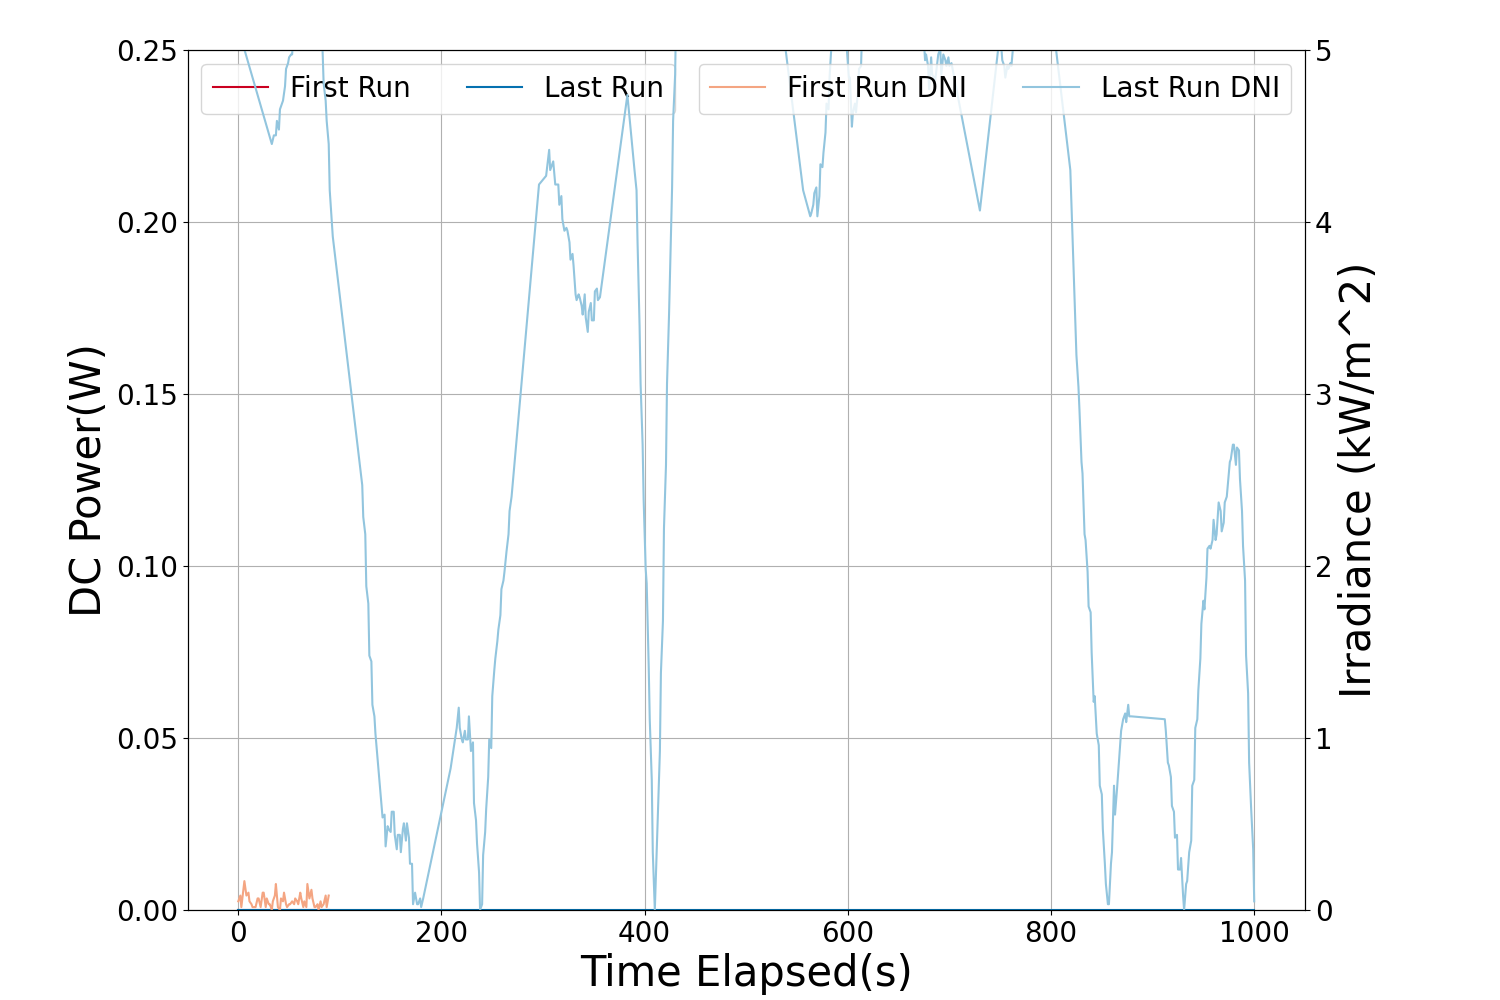 First Run
Last Run
First Run DNI
Last Run DNI
0.25
0.20
0.15
0.10
0.05
0.00
DC Power(W)
5
4
3
2
1
0
Irradiance (kW/m^2)
0
200
400
600
800
1000
Time Elapsed(s)